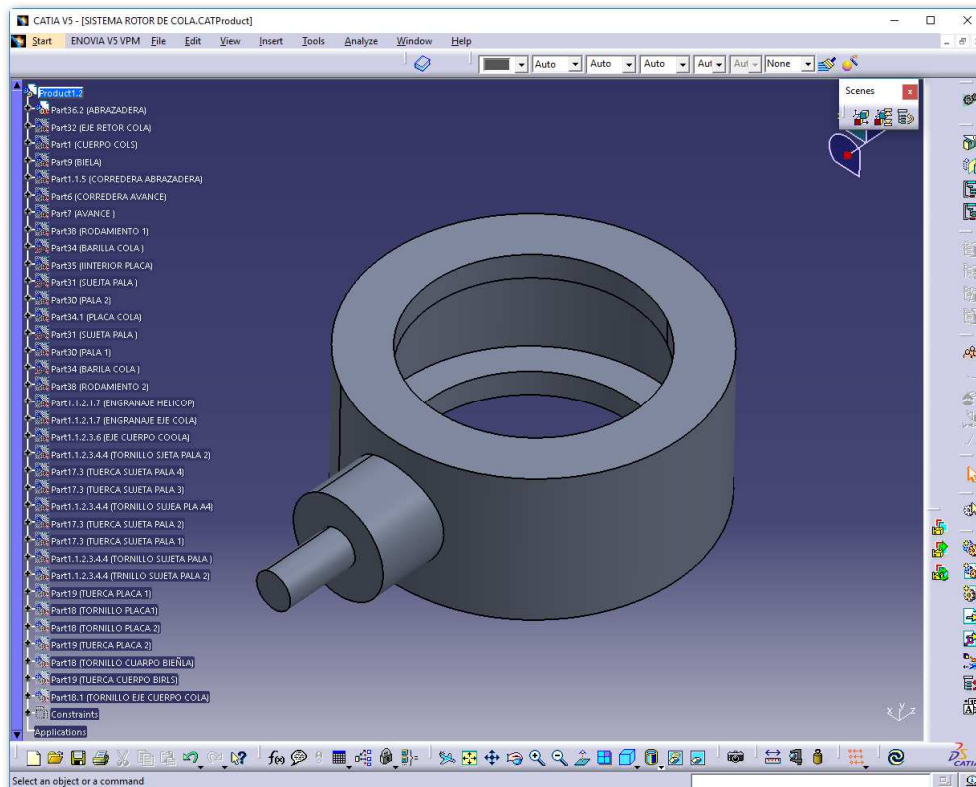 CATIA V5 - [SISTEMA ROTOR DE COLA.CATProduct]
Start ENOVIA V5 VPM File Edit View Insert Tools Analyze Window Help
Auto Auto Auto Aut Aut None
Scenes
Product1.2
Part36.2 (ABRAZADERA)
Part32 (EJE RETOR COLA)
Part1 (CUERPO COLS)
Part9 (BIELA)
Part1.1.5 (CORREDERA ABRAZADERA)
Part6 (CORREDERA AVANCE)
Part7 (AVANCE )
Part38 (RODAMIENTO 1)
Part34 (BARILLA COLA )
Part35 (IINTERIOR PLACA)
Part31 (SUEJTA PALA )
Part30 (PALA 2)
Part34.1 (PLACA COLA)
Part31 (SUJETA PALA )
Part30 (PALA 1)
Part34 (BARILA COLA )
Part38 (RODAMIENTO 2)
Part1.1.2.1.7 (ENGRANAJE HELICOP)
Part1.1.2.1.7 (ENGRANAJE EJE COLA)
Part1.1.2.3.6 (EJE CUERPO COOLA)
Part1.1.2.3.4.4 (TORNILLO SJETA PALA 2)
Part17.3 (TUERCA SUJETA PALA 4)
Part17.3 (TUERCA SUJETA PALA 3)
Part1.1.2.3.4.4 (TORNILLO SUJEA PLA A4)
Part17.3 (TUERCA SUJETA PALA 2)
Part17.3 (TUERCA SUJETA PALA 1)
Part1.1.2.3.4.4 (TORNILLO SUJETA PALA )
Part1.1.2.3.4.4 (TRNILLO SUJETA PALA 2)
Part19 (TUERCA PLACA 1)
Part18 (TORNILLO PLACA1)
Part18 (TORNILLO PLACA 2)
Part19 (TUERCA PLACA 2)
Part18 (TORNILLO CUARPO BIEÑLA)
Part19 (TUERCA CUERPO BIRLS)
Part18.1 (TORNILLO EJE CUERPO COLA)
Constraints
Applications
x y z
f(x)
CATIA
Select an object or a command